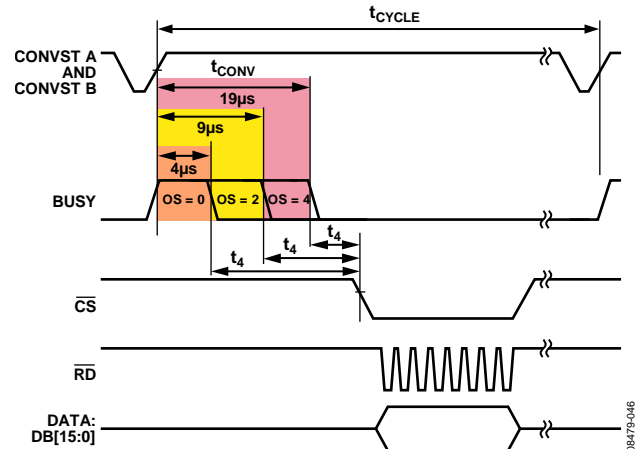 tCYCLE
CONVST A
AND
CONVST B
tCONV
19µs
9µs
4µs
BUSY
OS = 0
OS = 2
OS = 4
t4
t4
t4
CS
RD
DATA:
DB[15:0]
08479-046